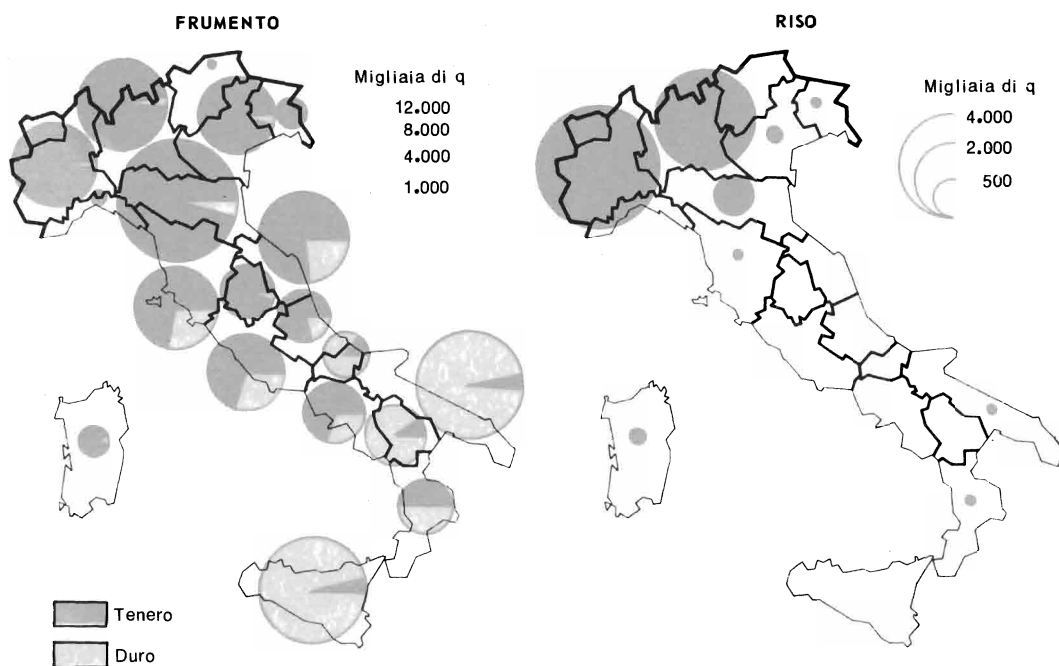 FRUMENTO
Migliaia di q
12.000
8.000
4.000
1.000
Tenero
Duro
RISO
Migliaia di q
4.000
2.000
500